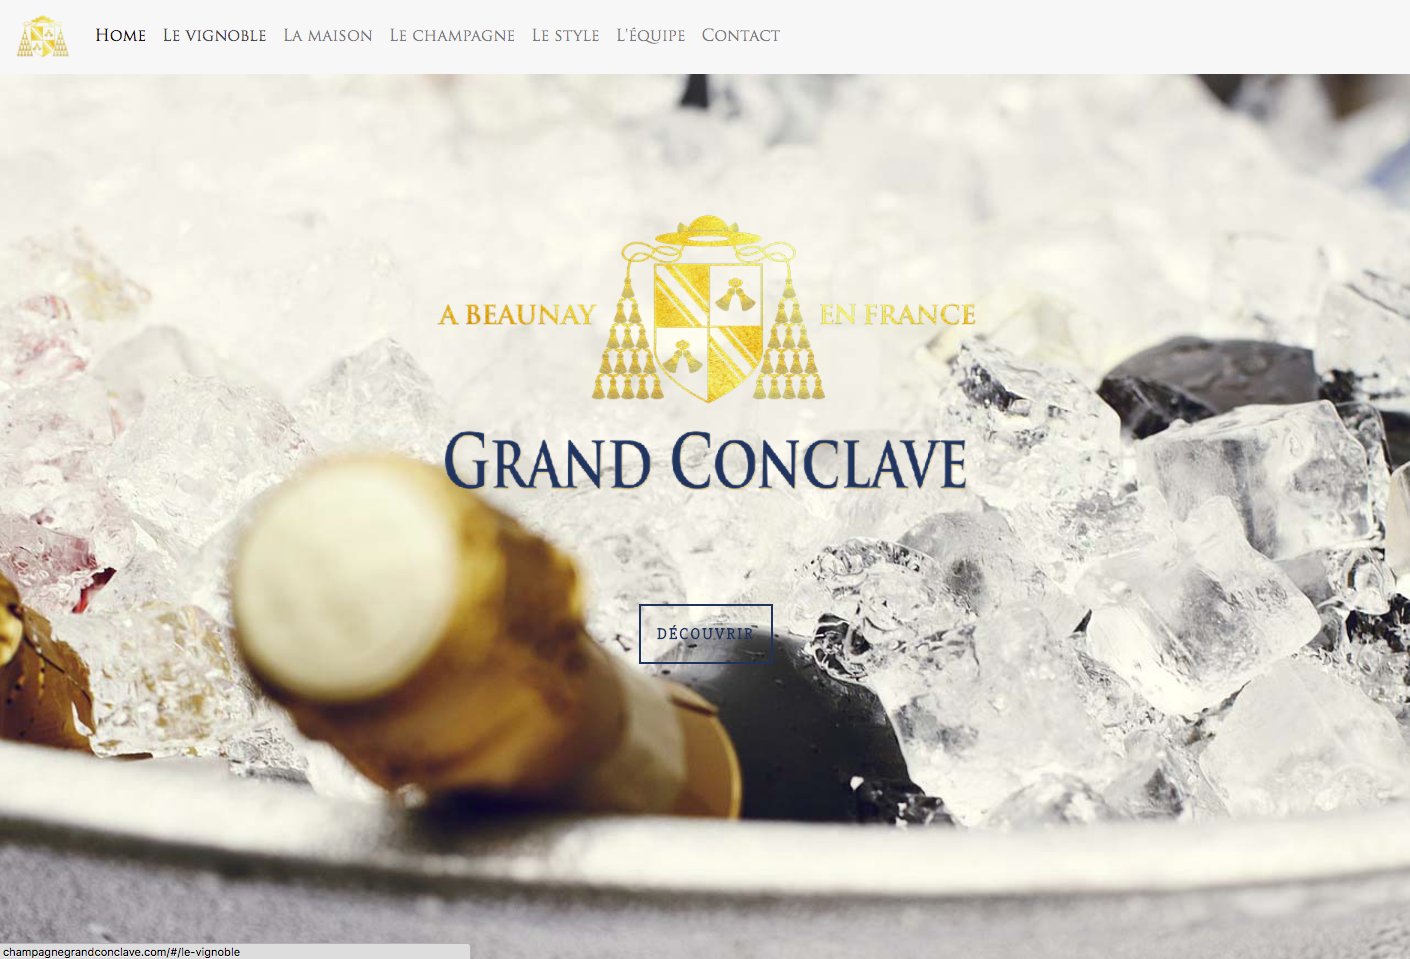 Home Le vignoble La maison Le champagne Le style L'équipe Contact
A BEAUNAY EN FRANCE
GRAND CONCLAVE
DÉCOUVRIR
champagnegrandconclave.com/#/le-vignoble